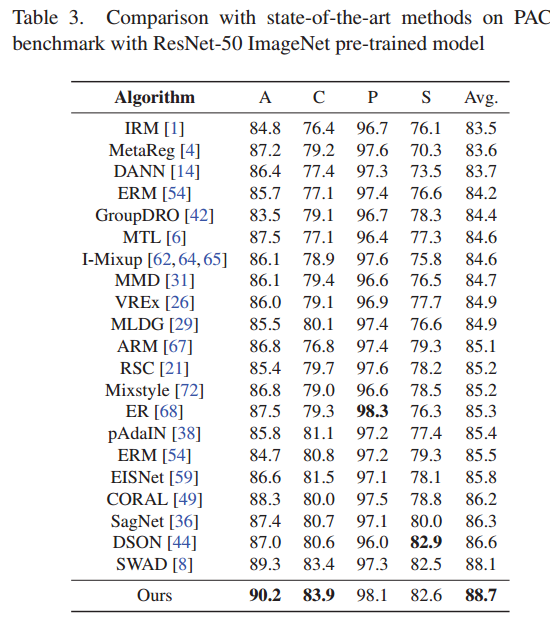 Table 3. Comparison with state-of-the-art methods on PAC
benchmark with ResNet-50 ImageNet pre-trained model
Algorithm A C P S Avg.
IRM [1] 84.8 76.4 96.7 76.1 83.5
MetaReg [4] 87.2 79.2 97.6 70.3 83.6
DANN [14] 86.4 77.4 97.3 73.5 83.7
ERM [54] 85.7 77.1 97.4 76.6 84.2
GroupDRO [42] 83.5 79.1 96.7 78.3 84.4
MTL [6] 87.5 77.1 96.4 77.3 84.6
I-Mixup [62,64,65] 86.1 78.9 97.6 75.8 84.6
MMD [31] 86.1 79.4 96.6 76.5 84.7
VREx [26] 86.0 79.1 96.9 77.7 84.9
MLDG [29] 85.5 80.1 97.4 76.6 84.9
ARM [67] 86.8 76.8 97.4 79.3 85.1
RSC [21] 85.4 79.7 97.6 78.2 85.2
Mixstyle [72] 86.8 79.0 96.6 78.5 85.2
ER [68] 87.5 79.3 98.3 76.3 85.3
pAdaIN [38] 85.8 81.1 97.2 77.4 85.4
ERM [54] 84.7 80.8 97.2 79.3 85.5
EISNet [59] 86.6 81.5 97.1 78.1 85.8
CORAL [49] 88.3 80.0 97.5 78.8 86.2
SagNet [36] 87.4 80.7 97.1 80.0 86.3
DSON [44] 87.0 80.6 96.0 82.9 86.6
SWAD [8] 89.3 83.4 97.3 82.5 88.1
Ours 90.2 83.9 98.1 82.6 88.7